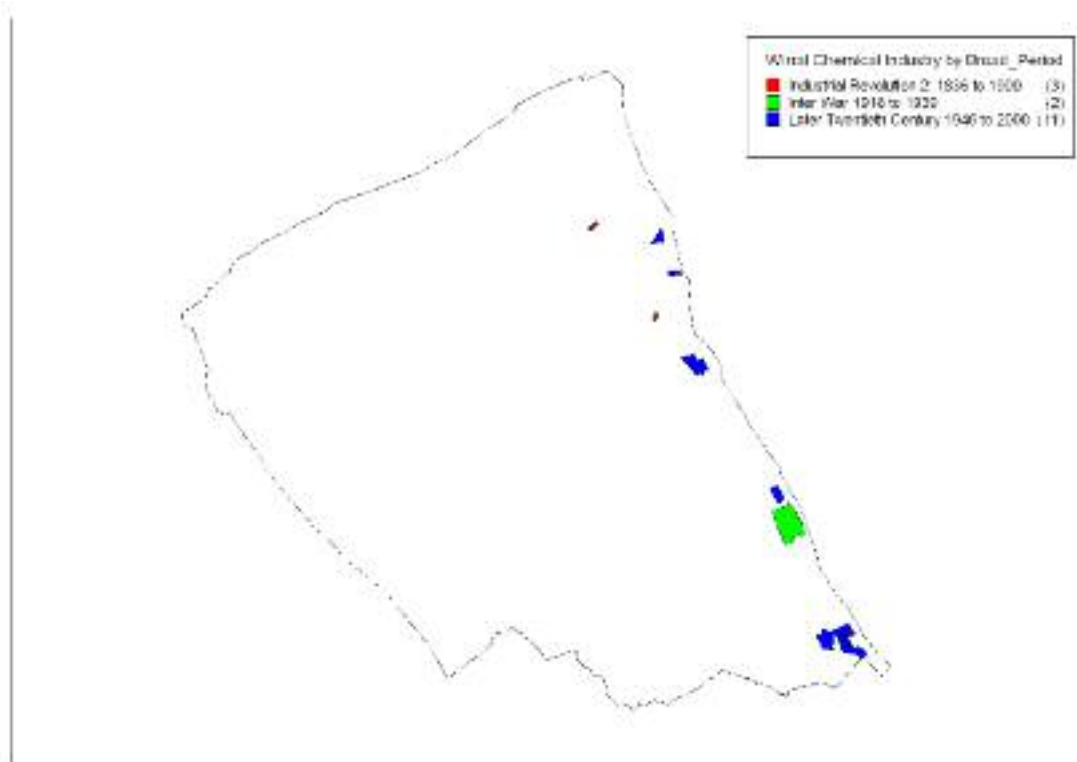 Wirral Chemical Industry by Broad_Period
Industrial Revolution 2: to 1900 (3)
Inter War 1918 to 1939 (2)
Later Twentieth Century 1946 to 2000 (11)